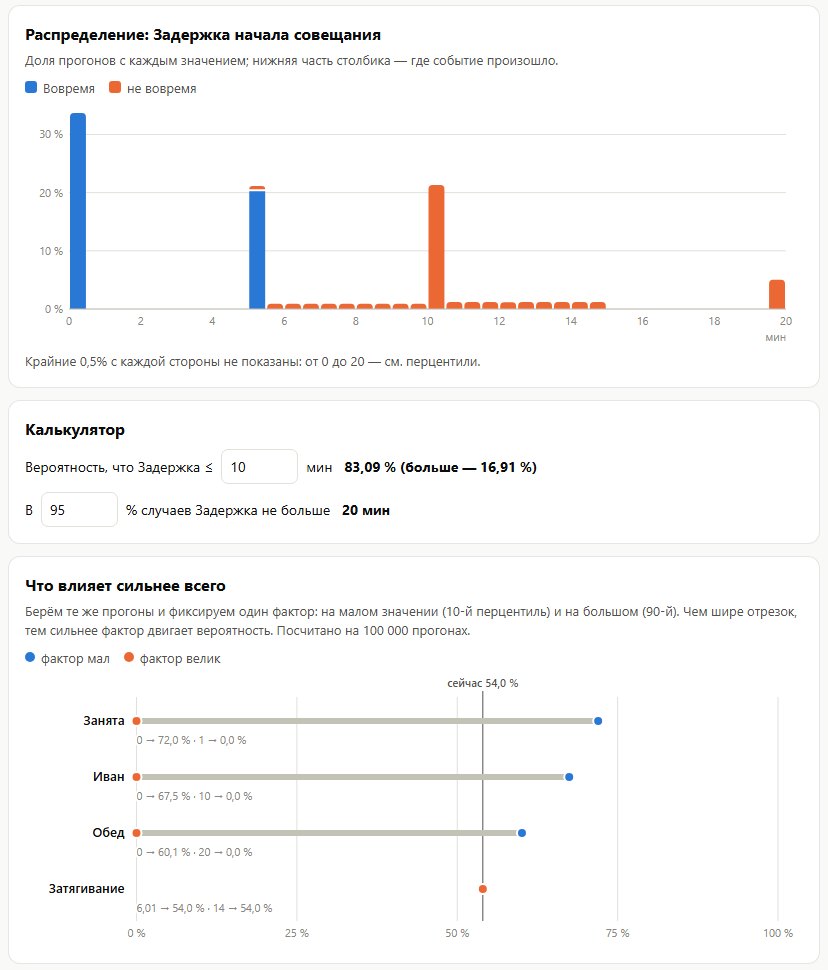 Распределение: Задержка начала совещания
Доля прогонов с каждым значением; нижняя часть столбика — где событие произошло.
Вовремя не вовремя
30 %
20 %
10 %
0 %
0 2 4 6 8 10 12 14 16 18 20
мин
Крайние 0,5% с каждой стороны не показаны: от 0 до 20 — см. перцентили.
Калькулятор
Вероятность, что Задержка ≤ 10 мин 83,09 % (больше — 16,91 %)
В 95 % случаев Задержка не больше 20 мин
Что влияет сильнее всего
Берём те же прогоны и фиксируем один фактор: на малом значении (10-й перцентиль) и на большом (90-й). Чем шире отрезок,
тем сильнее фактор двигает вероятность. Посчитано на 100 000 прогонах.
фактор мал фактор велик
сейчас 54,0 %
Занята
0 → 72,0 % · 1 → 0,0 %
Иван
0 → 67,5 % · 10 → 0,0 %
Обед
0 → 60,1 % · 20 → 0,0 %
Затягивание
6,01 → 54,0 % · 14 → 54,0 %
0 % 25 % 50 % 75 % 100 %